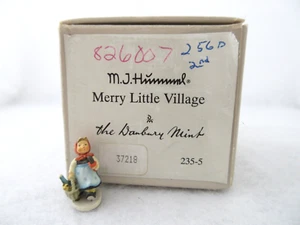 826007
256D
2nd
M.J.Hummel®
Merry Little Village
&
the Danbury Mint
37218
235-5